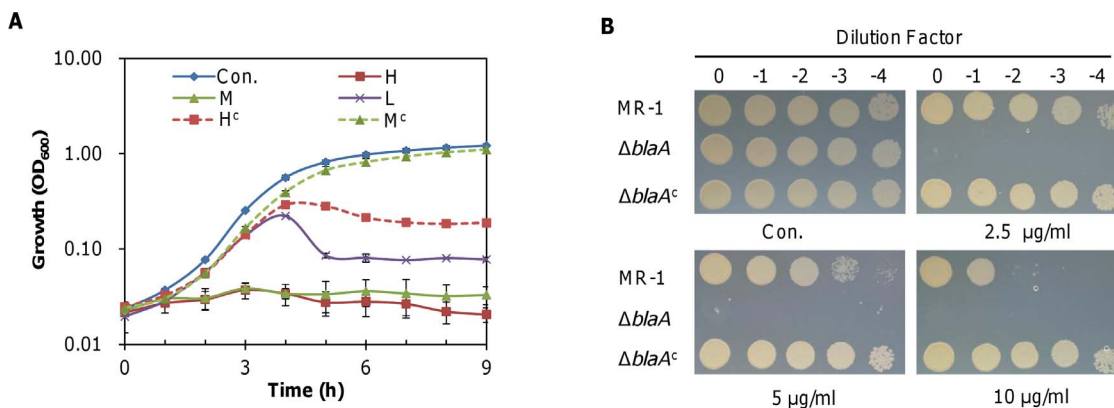 A
Growth (OD600)
10.00
1.00
0.10
0.01
Con.
H
M
L
Hc
Mc
0
3
6
9
Time (h)
B
Dilution Factor
0 -1 -2 -3 -4
0 -1 -2 -3 -4
MR-1
ΔblaA
ΔblaAc
Con.
2.5 µg/ml
MR-1
ΔblaA
ΔblaAc
5 µg/ml
10 µg/ml